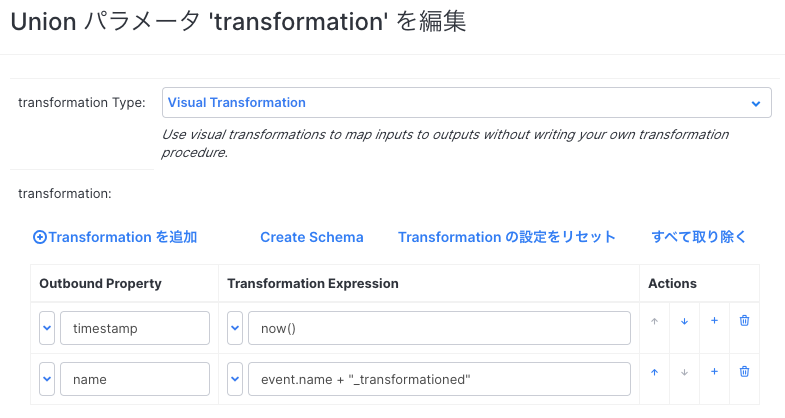 Union パラメータ 'transformation' を編集
transformation Type:
Visual Transformation
Use visual transformations to map inputs to outputs without writing your own transformation
procedure.
transformation:
Transformation を追加 Create Schema Transformation の設定をリセット すべて取り除く
Outbound Property Transformation Expression Actions
timestamp now()
name event.name + "_transformationed"